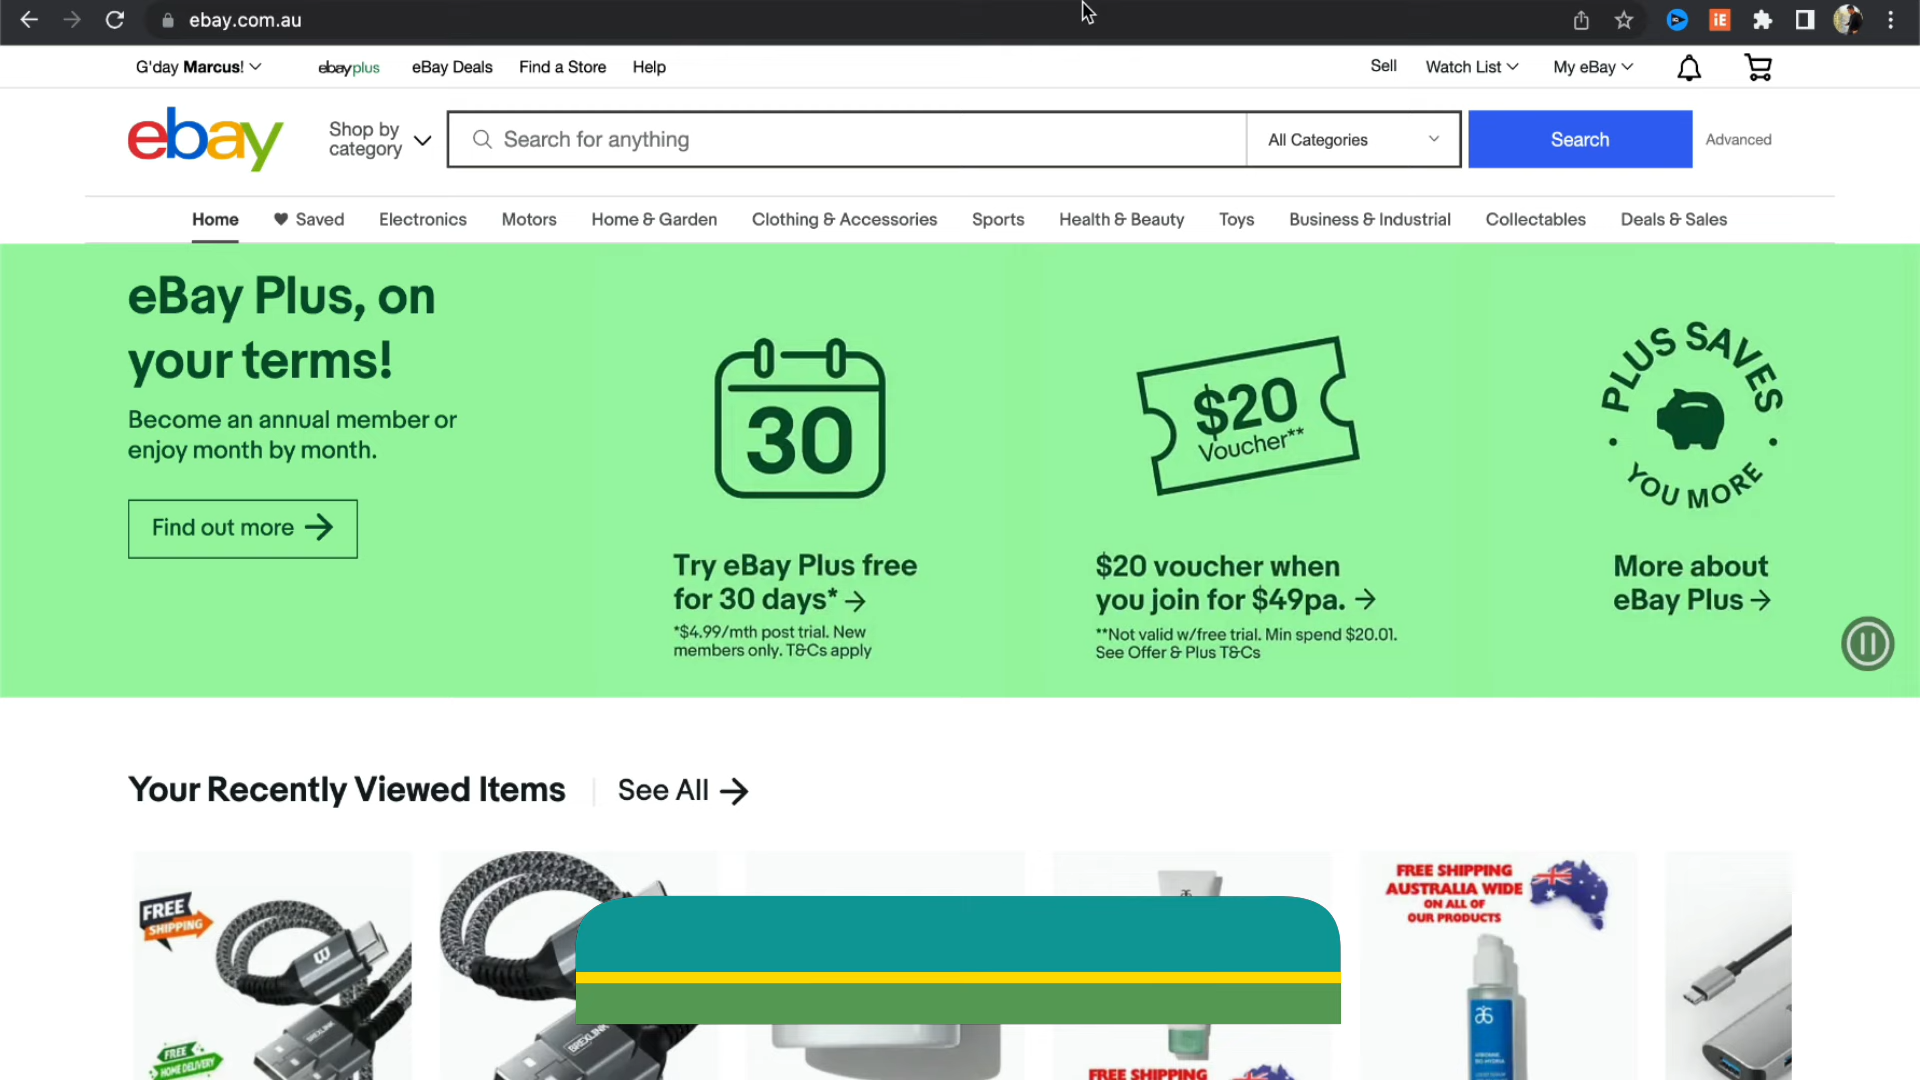 ebay.com.au
iE
G'day Marcus!
ebayplus
eBay Deals
Find a Store
Help
Sell
Watch List
My eBay
ebay
Shop by
category
Search for anything
All Categories
Search
Advanced
Home
Saved
Electronics
Motors
Home & Garden
Clothing & Accessories
Sports
Health & Beauty
Toys
Business & Industrial
Collectables
Deals & Sales
eBay Plus, on
your terms!
Become an annual member or
enjoy month by month.
Find out more
30
Try eBay Plus free
for 30 days*
*$4.99/mth post trial. New
members only. T&Cs apply
$20
Voucher**
$20 voucher when
you join for $49pa.
**Not valid w/free trial. Min spend $20.01.
See Offer & Plus T&Cs
PLUS SAVES
YOU MORE
More about
eBay Plus
Your Recently Viewed Items
See All
FREE
SHIPPING
FREE
HOME DELIVERY
BREXLINK
BREXLINK
FREE SHIPPING
FREE SHIPPING
AUSTRALIA WIDE
ON ALL OF
OUR PRODUCTS